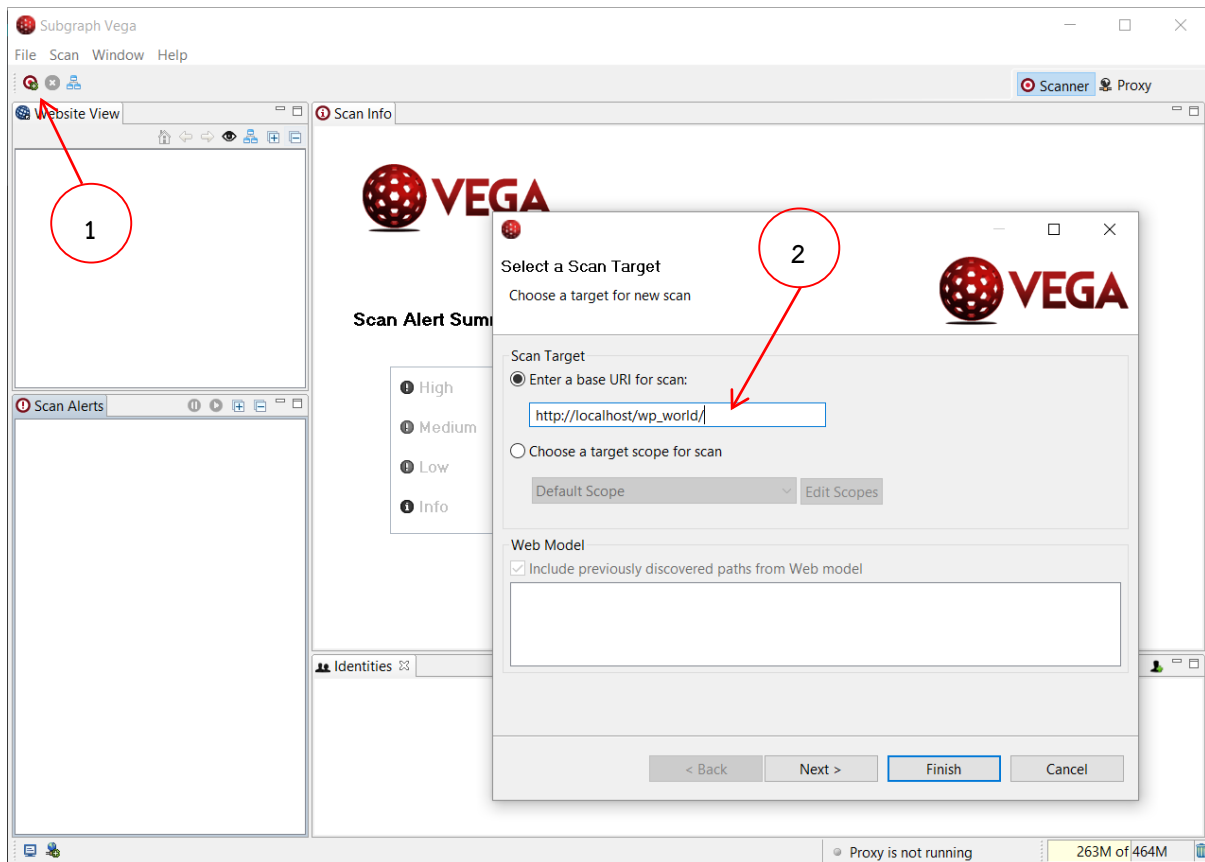 Subgraph Vega
File Scan Window Help
Scanner Proxy
Website View
Scan Info
1
VEGA
2
Select a Scan Target
Choose a target for new scan
VEGA
Scan Alert Sum
Scan Target
Enter a base URI for scan:
High
http://localhost/wp_world/
Scan Alerts
Medium
Choose a target scope for scan
Low
Default Scope Edit Scopes
Info
Web Model
Include previously discovered paths from Web model
Identities
< Back Next > Finish Cancel
Proxy is not running 263M of 464M